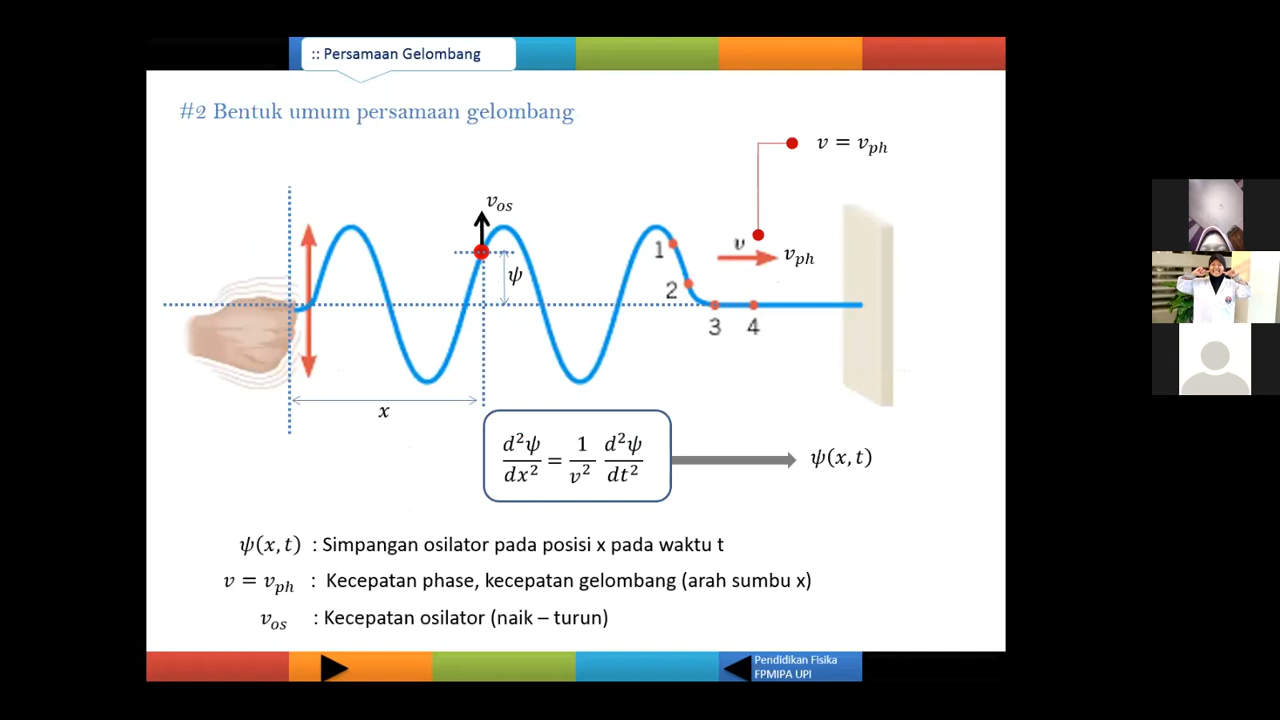 :: Persamaan Gelombang
#2 Bentuk umum persamaan gelombang
v = v_ph
v_os
1
v
v_ph
ψ
2
3
4
x
d²ψ/dx² = 1/v² d²ψ/dt²
ψ(x, t)
ψ(x, t) : Simpangan osilator pada posisi x pada waktu t
v = v_ph : Kecepatan phase, kecepatan gelombang (arah sumbu x)
v_os : Kecepatan osilator (naik – turun)
Pendidikan Fisika
FPMIPA UPI